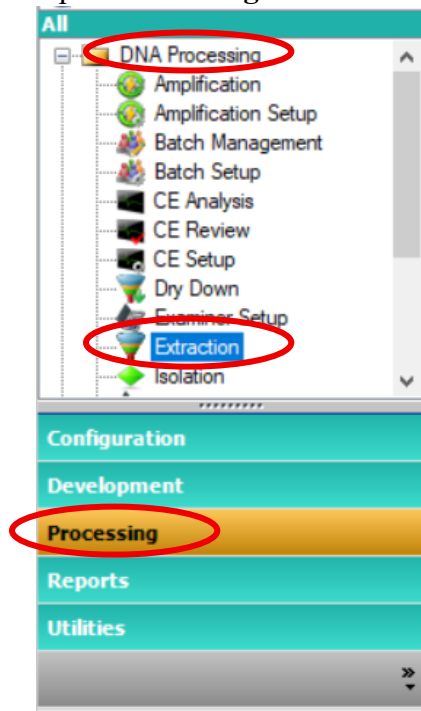 All
DNA Processing
Amplification
Amplification Setup
Batch Management
Batch Setup
CE Analysis
CE Review
CE Setup
Dry Down
Examiner Setup
Extraction
Isolation
Configuration
Development
Processing
Reports
Utilities